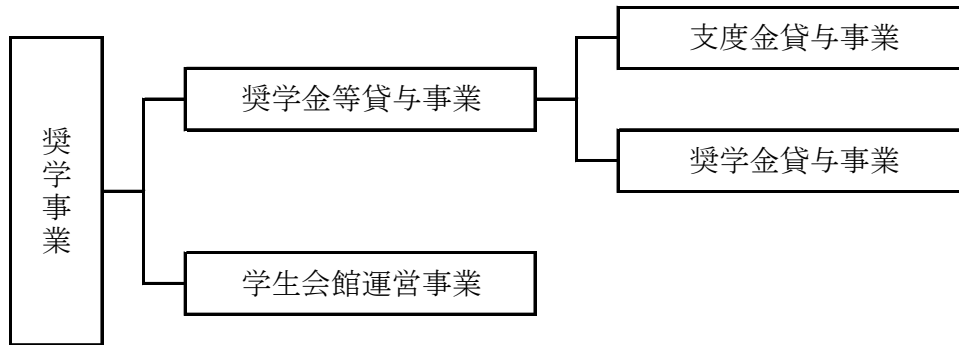 奨学事業
奨学金等貸与事業
支度金貸与事業
奨学金貸与事業
学生会館運営事業